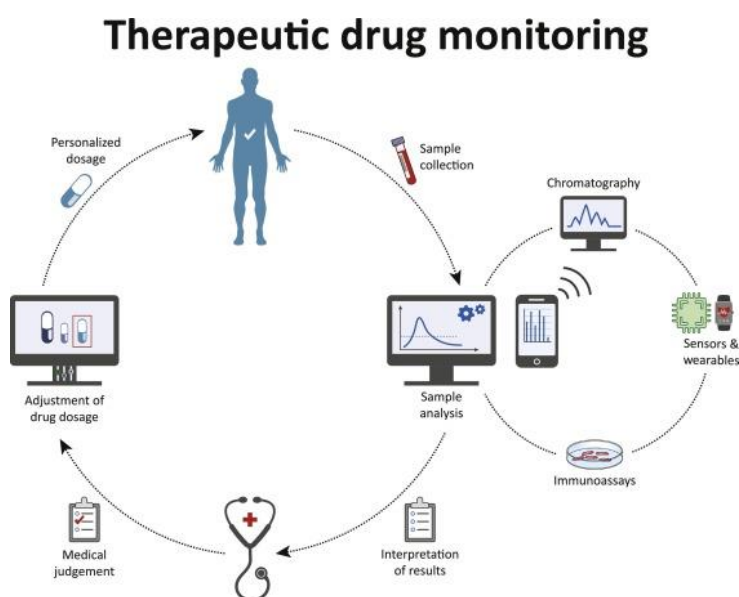 Therapeutic drug monitoring
Personalized
dosage
Sample
collection
Chromatography
Sensors &
wearables
Adjustment of
drug dosage
Sample
analysis
Immunoassays
Medical
judgement
Interpretation
of results